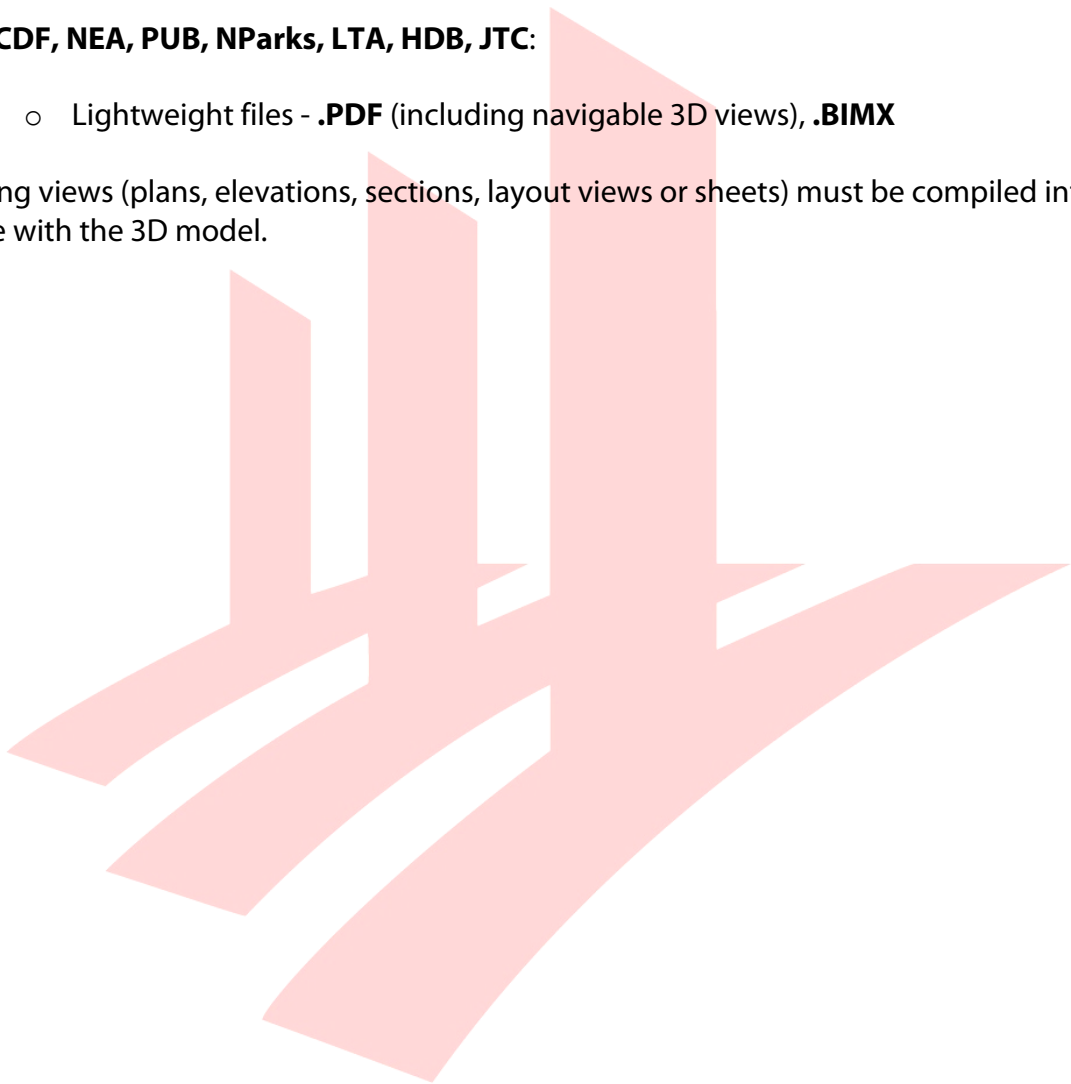 CDF, NEA, PUB, NParks, LTA, HDB, JTC:
o Lightweight files - .PDF (including navigable 3D views), .BIMX
ng views (plans, elevations, sections, layout views or sheets) must be compiled in
e with the 3D model.